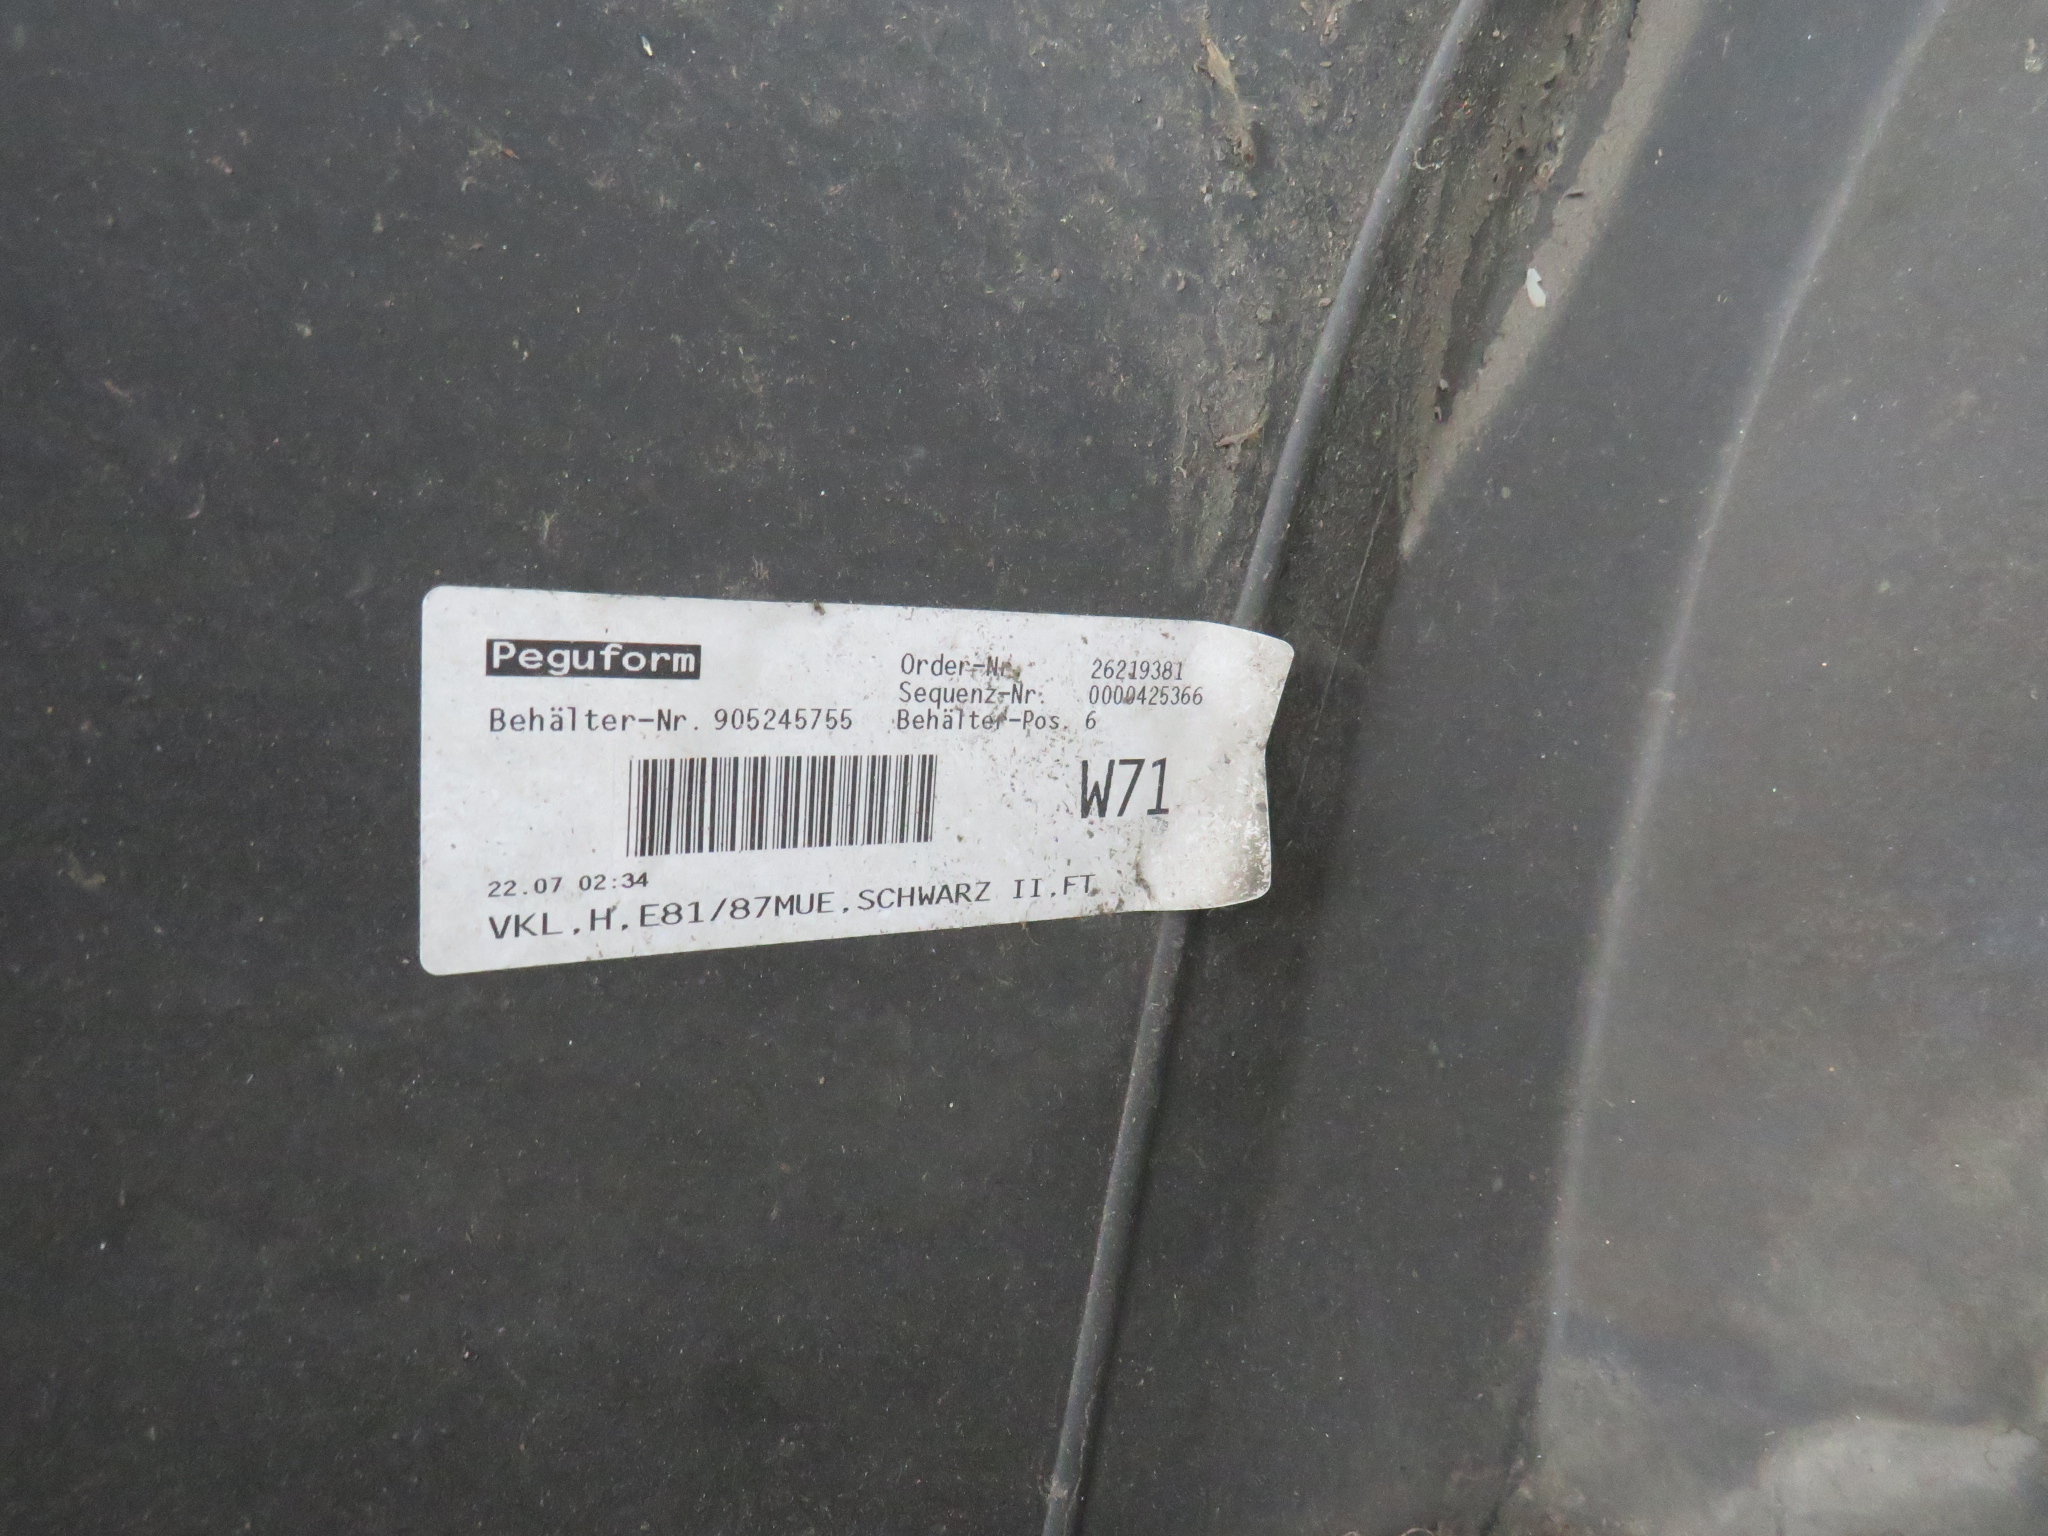 Peguform
Order-Nr. 26219381
Sequenz-Nr. 0000425366
Behälter-Nr. 905245755 Behälter-Pos. 6
W71
22.07 02:34
VKL,H,E81/87MUE,SCHWARZ II,FT